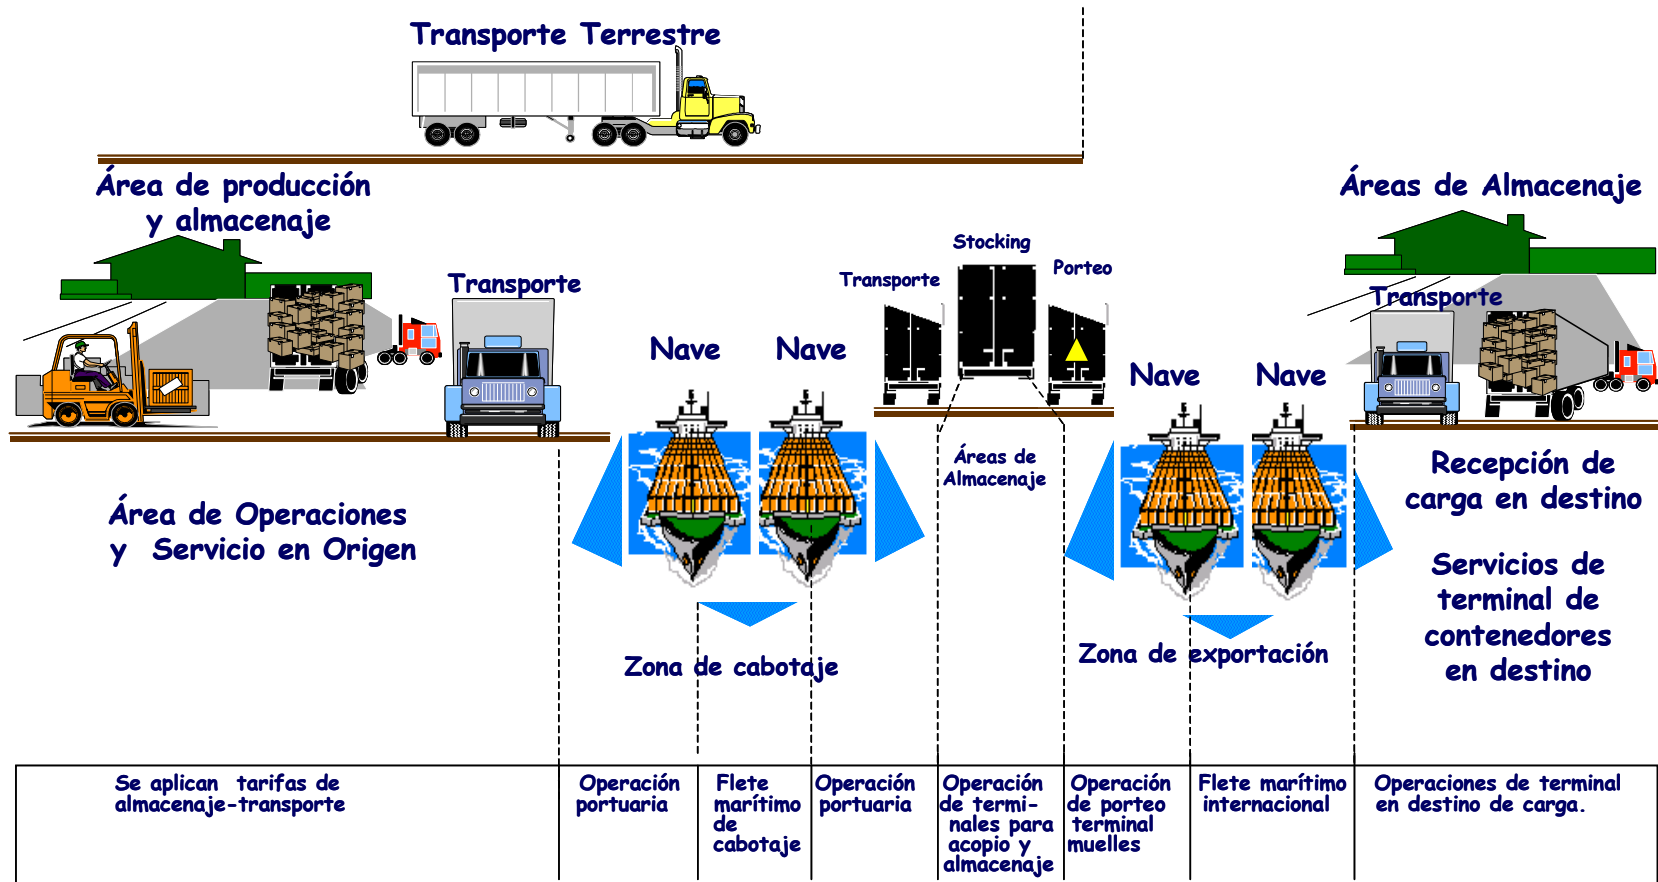 Transporte Terrestre
Área de producción
y almacenaje
Transporte
Nave
Nave
Transporte
Stocking
Porteo
Áreas de
Almacenaje
Nave
Nave
Áreas de Almacenaje
Transporte
Área de Operaciones
y Servicio en Origen
Zona de cabotaje
Zona de exportación
Recepción de
carga en destino
Servicios de
terminal de
contenedores
en destino
Se aplican tarifas de
almacenaje-transporte
Operación
portuaria
Flete
marítimo
de
cabotaje
Operación
portuaria
Operación
de termi-
nales para
acopio y
almacenaje
Operación
de porteo
terminal
muelles
Flete marítimo
internacional
Operaciones de terminal
en destino de carga.